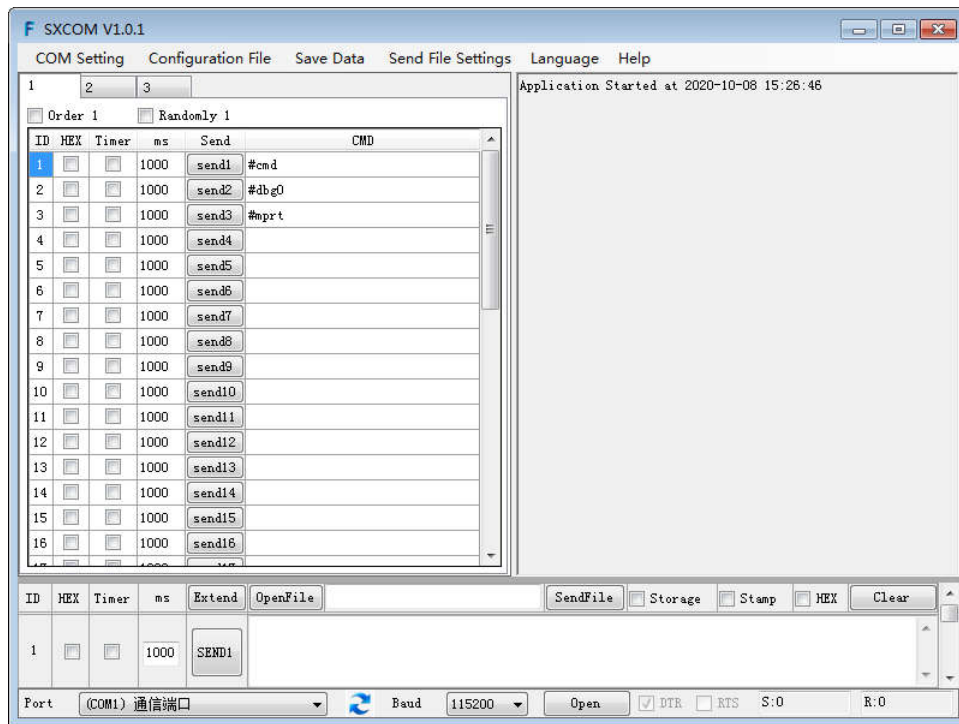 SXCOM V1.0.1
COM Setting Configuration File Save Data Send File Settings Language Help
1 2 3
Order 1 Randomly 1
ID HEX Timer ms Send CMD
1 1000 send1 #cmd
2 1000 send2 #dbg0
3 1000 send3 #mprt
4 1000 send4
5 1000 send5
6 1000 send6
7 1000 send7
8 1000 send8
9 1000 send9
10 1000 send10
11 1000 send11
12 1000 send12
13 1000 send13
14 1000 send14
15 1000 send15
16 1000 send16
Application Started at 2020-10-08 15:26:46
ID HEX Timer ms Extend OpenFile SendFile Storage Stamp HEX Clear
1 1000 SEND1
Port (COM1) 通信端口 Baud 115200 Open DTR RTS S:0 R:0